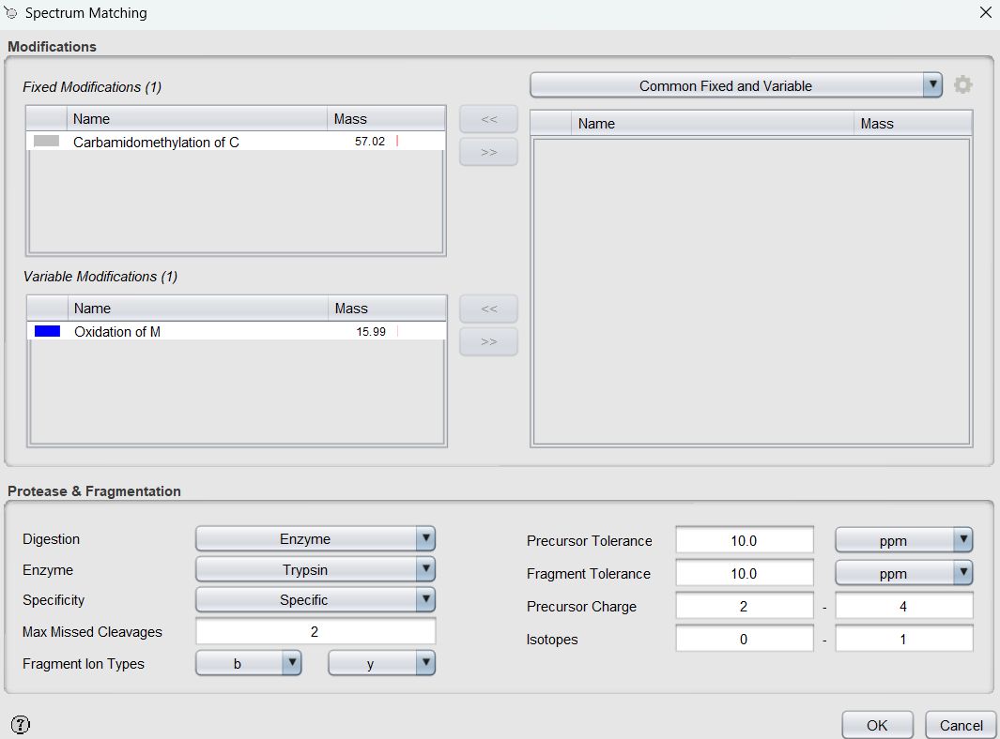 Spectrum Matching
Modifications
Fixed Modifications (1)
Name Mass
Carbamidomethylation of C 57.02
<<
>>
Variable Modifications (1)
Name Mass
Oxidation of M 15.99
<<
>>
Common Fixed and Variable
Name Mass
Protease & Fragmentation
Digestion Enzyme
Enzyme Trypsin
Specificity Specific
Max Missed Cleavages 2
Fragment Ion Types b y
Precursor Tolerance 10.0 ppm
Fragment Tolerance 10.0 ppm
Precursor Charge 2 - 4
Isotopes 0 - 1
?
OK Cancel